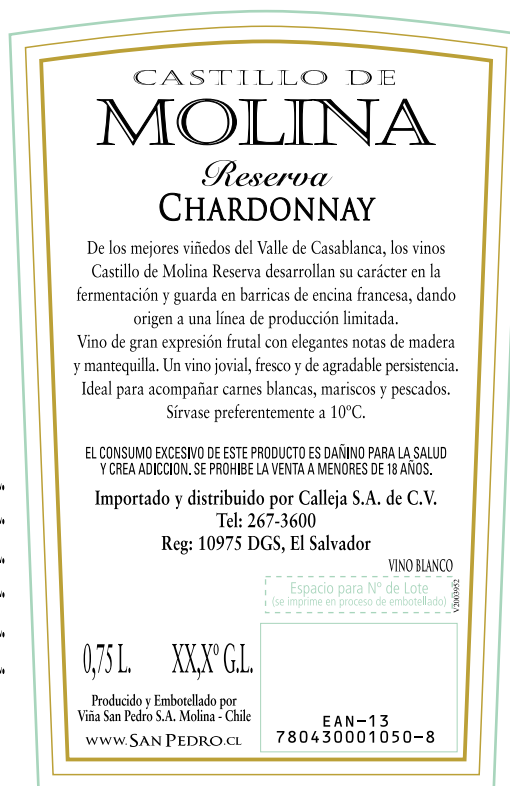 CASTILLO DE
MOLINA
Reserva
CHARDONNAY
De los mejores viñedos del Valle de Casablanca, los vinos
Castillo de Molina Reserva desarrollan su carácter en la
fermentación y guarda en barricas de encina francesa, dando
origen a una línea de producción limitada.
Vino de gran expresión frutal con elegantes notas de madera
y mantequilla. Un vino jovial, fresco y de agradable persistencia.
Ideal para acompañar carnes blancas, mariscos y pescados.
Sírvase preferentemente a 10ºC.
EL CONSUMO EXCESIVO DE ESTE PRODUCTO ES DAÑINO PARA LA SALUD
Y CREA ADICCION. SE PROHIBE LA VENTA A MENORES DE 18 AÑOS.
Importado y distribuido por Calleja S.A. de C.V.
Tel: 267-3600
Reg: 10975 DGS, El Salvador
VINO BLANCO
Espacio para Nº de Lote
(se imprime en proceso de embotellado)
V2003952
0,75 L. XX,Xº G.L.
Producido y Embotellado por
Viña San Pedro S.A. Molina - Chile
WWW.SAN PEDRO.CL
EAN-13
780430001050-8